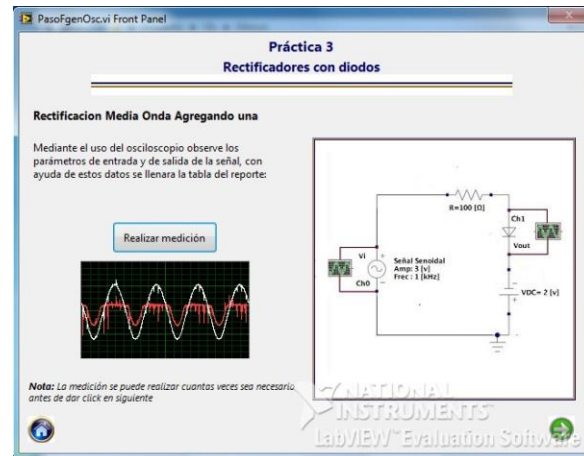 PasoFgenOsc.vi Front Panel
Práctica 3
Rectificadores con diodos
Rectificacion Media Onda Agregando una
Mediante el uso del osciloscopio observe los
parámetros de entrada y de salida de la señal, con
ayuda de estos datos se llenara la tabla del reporte:
Realizar medición
Nota: La medición se puede realizar cuantas veces sea necesario
antes de dar click en siguiente
R=100 [Ω]
Ch1
Vout
Vi
Señal Senoidal
Amp: 3 [v]
Frec : 1 [kHz]
Ch0
VDC= 2 [v]
NATIONAL
INSTRUMENTS
LabVIEW™ Evaluation Software